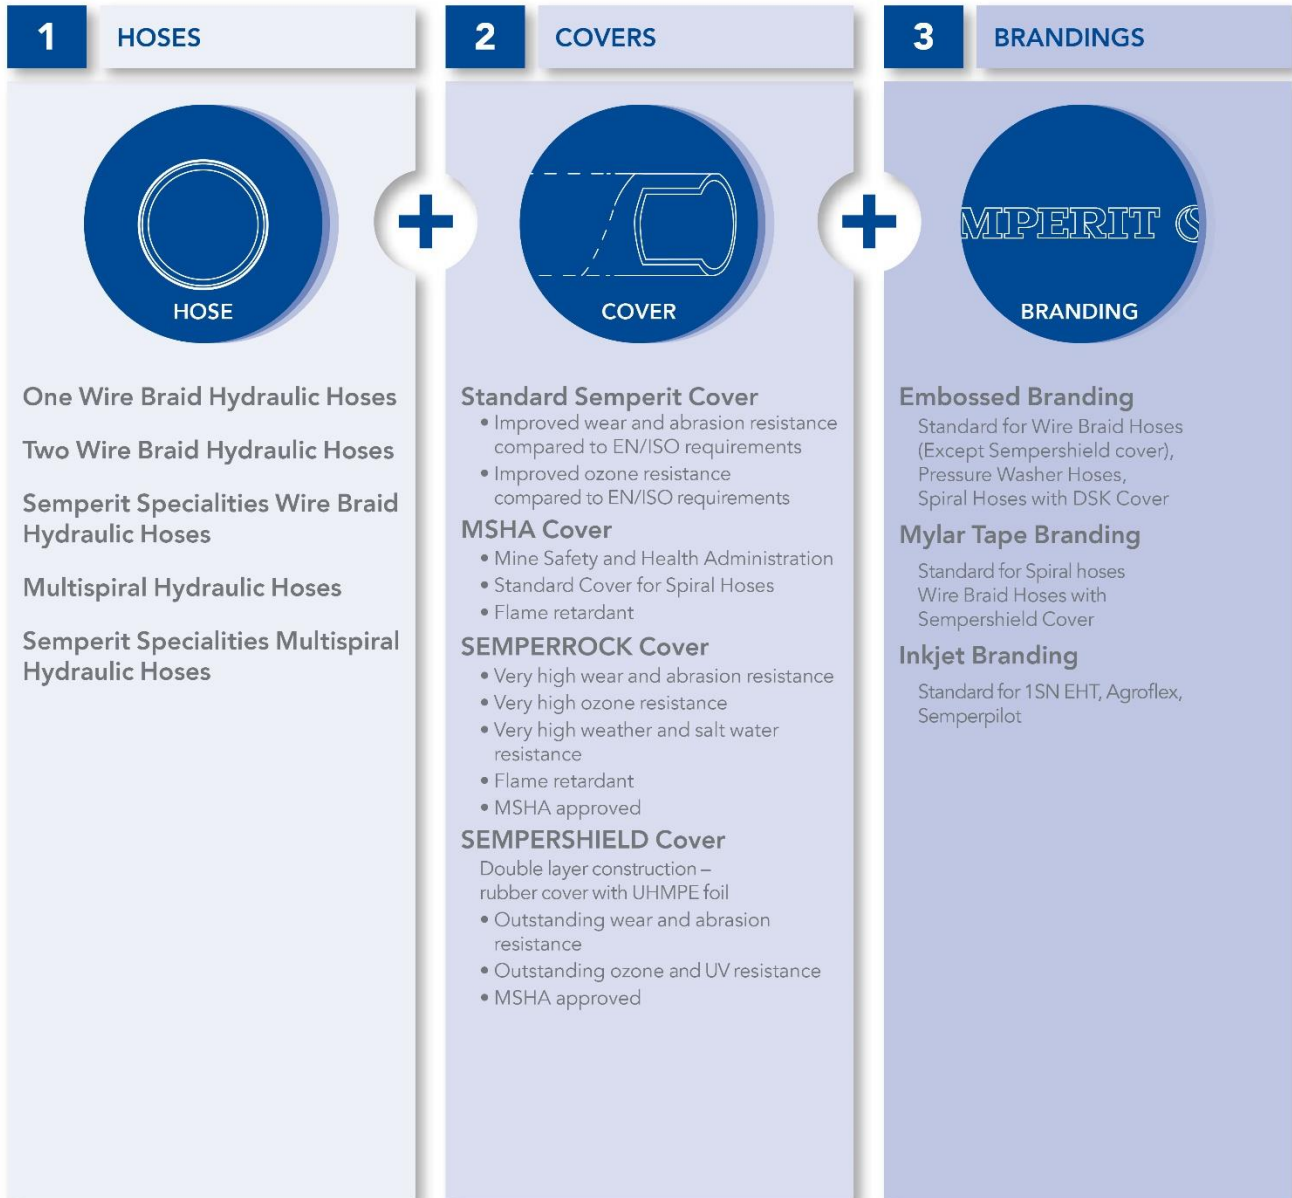 1
HOSES
HOSE
One Wire Braid Hydraulic Hoses
Two Wire Braid Hydraulic Hoses
Semperit Specialities Wire Braid
Hydraulic Hoses
Multispiral Hydraulic Hoses
Semperit Specialities Multispiral
Hydraulic Hoses
+
2
COVERS
COVER
Standard Semperit Cover
• Improved wear and abrasion resistance
compared to EN/ISO requirements
• Improved ozone resistance
compared to EN/ISO requirements
MSHA Cover
• Mine Safety and Health Administration
• Standard Cover for Spiral Hoses
• Flame retardant
SEMPERROCK Cover
• Very high wear and abrasion resistance
• Very high ozone resistance
• Very high weather and salt water
resistance
• Flame retardant
• MSHA approved
SEMPERSHIELD Cover
Double layer construction –
rubber cover with UHMPE foil
• Outstanding wear and abrasion
resistance
• Outstanding ozone and UV resistance
• MSHA approved
+
3
BRANDINGS
MPERIT
BRANDING
Embossed Branding
Standard for Wire Braid Hoses
(Except Sempershield cover),
Pressure Washer Hoses,
Spiral Hoses with DSK Cover
Mylar Tape Branding
Standard for Spiral hoses
Wire Braid Hoses with
Sempershield Cover
Inkjet Branding
Standard for 1SN EHT, Agroflex,
Semperpilot